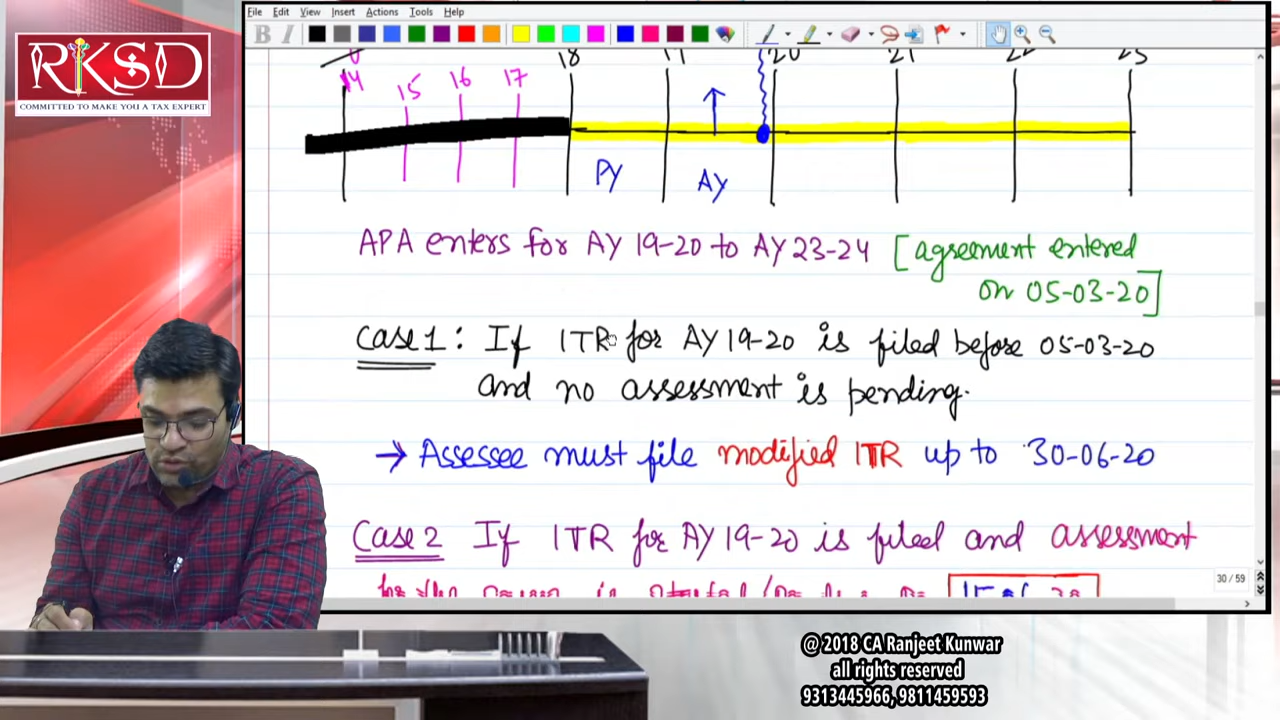 File Edit View Insert Actions Tools Help
B I
RKSD
COMMITTED TO MAKE YOU A TAX EXPERT
18 20 21
14 15 16 17
PY AY
APA enters for AY 19-20 to AY 23-24 [agreement entered
on 05-03-20]
Case 1: If ITR for AY 19-20 is filed before 05-03-20
and no assessment is pending.
→ Assessee must file modified ITR up to 30-06-20
Case 2 If ITR for AY 19-20 is filed and assessment
30 / 59
@ 2018 CA Ranjeet Kunwar
all rights reserved
9313445966, 9811459593